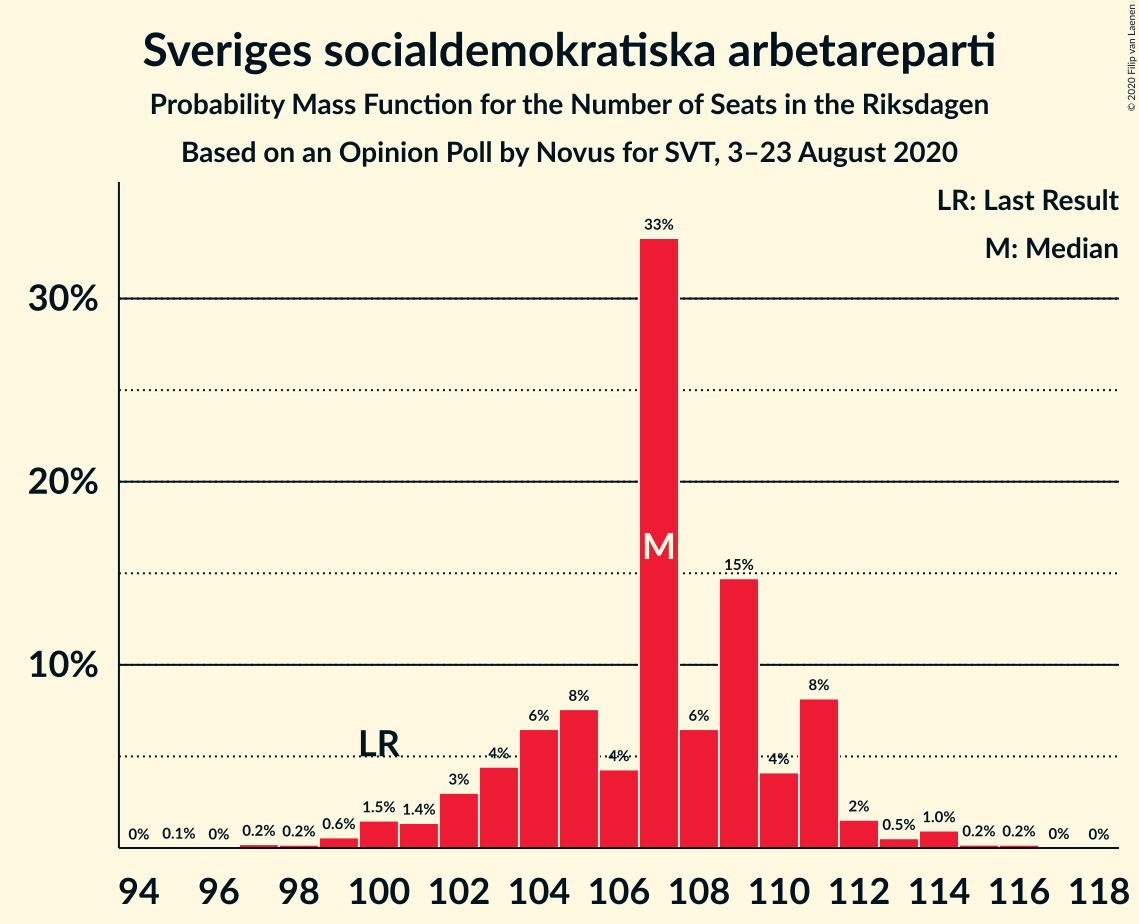 Sveriges socialdemokratiska arbetareparti
Probability Mass Function for the Number of Seats in the Riksdagen
Based on an Opinion Poll by Novus for SVT, 3–23 August 2020
© 2020 Filip van Laenen
LR: Last Result
M: Median
30%
20%
10%
0% 0.1% 0% 0.2% 0.2% 0.6% 1.5% 1.4% 3% 4% 6% 8% 4% 33% 6% 15% 4% 8% 2% 0.5% 1.0% 0.2% 0.2% 0% 0%
LR
M
94 96 98 100 102 104 106 108 110 112 114 116 118